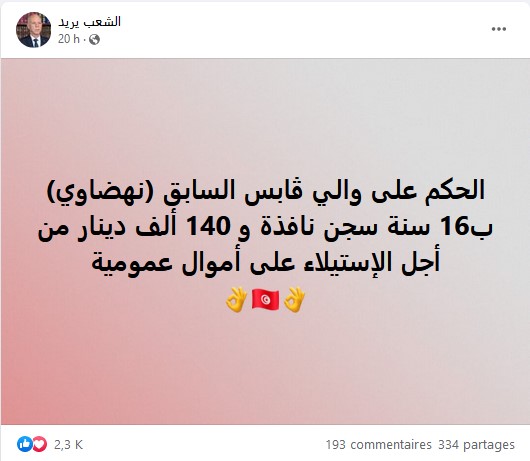 الشعب يريد
20 h
الحكم على والي ڨابس السابق (نهضاوي)
ب16 سنة سجن نافذة و 140 ألف دينار من
أجل الإستيلاء على أموال عمومية
👌🇹🇳👌
2,3 K
193 commentaires 334 partages